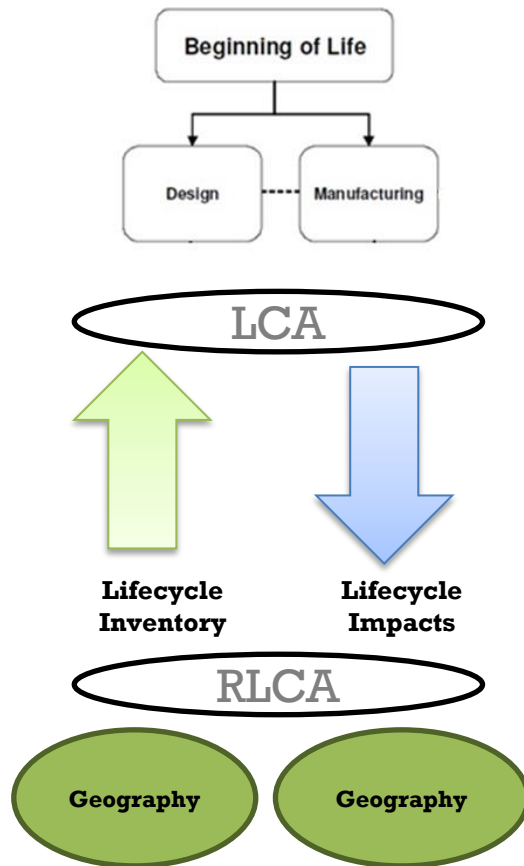 Beginning of Life
Design
Manufacturing
LCA
Lifecycle
Inventory
Lifecycle
Impacts
RLCA
Geography
Geography